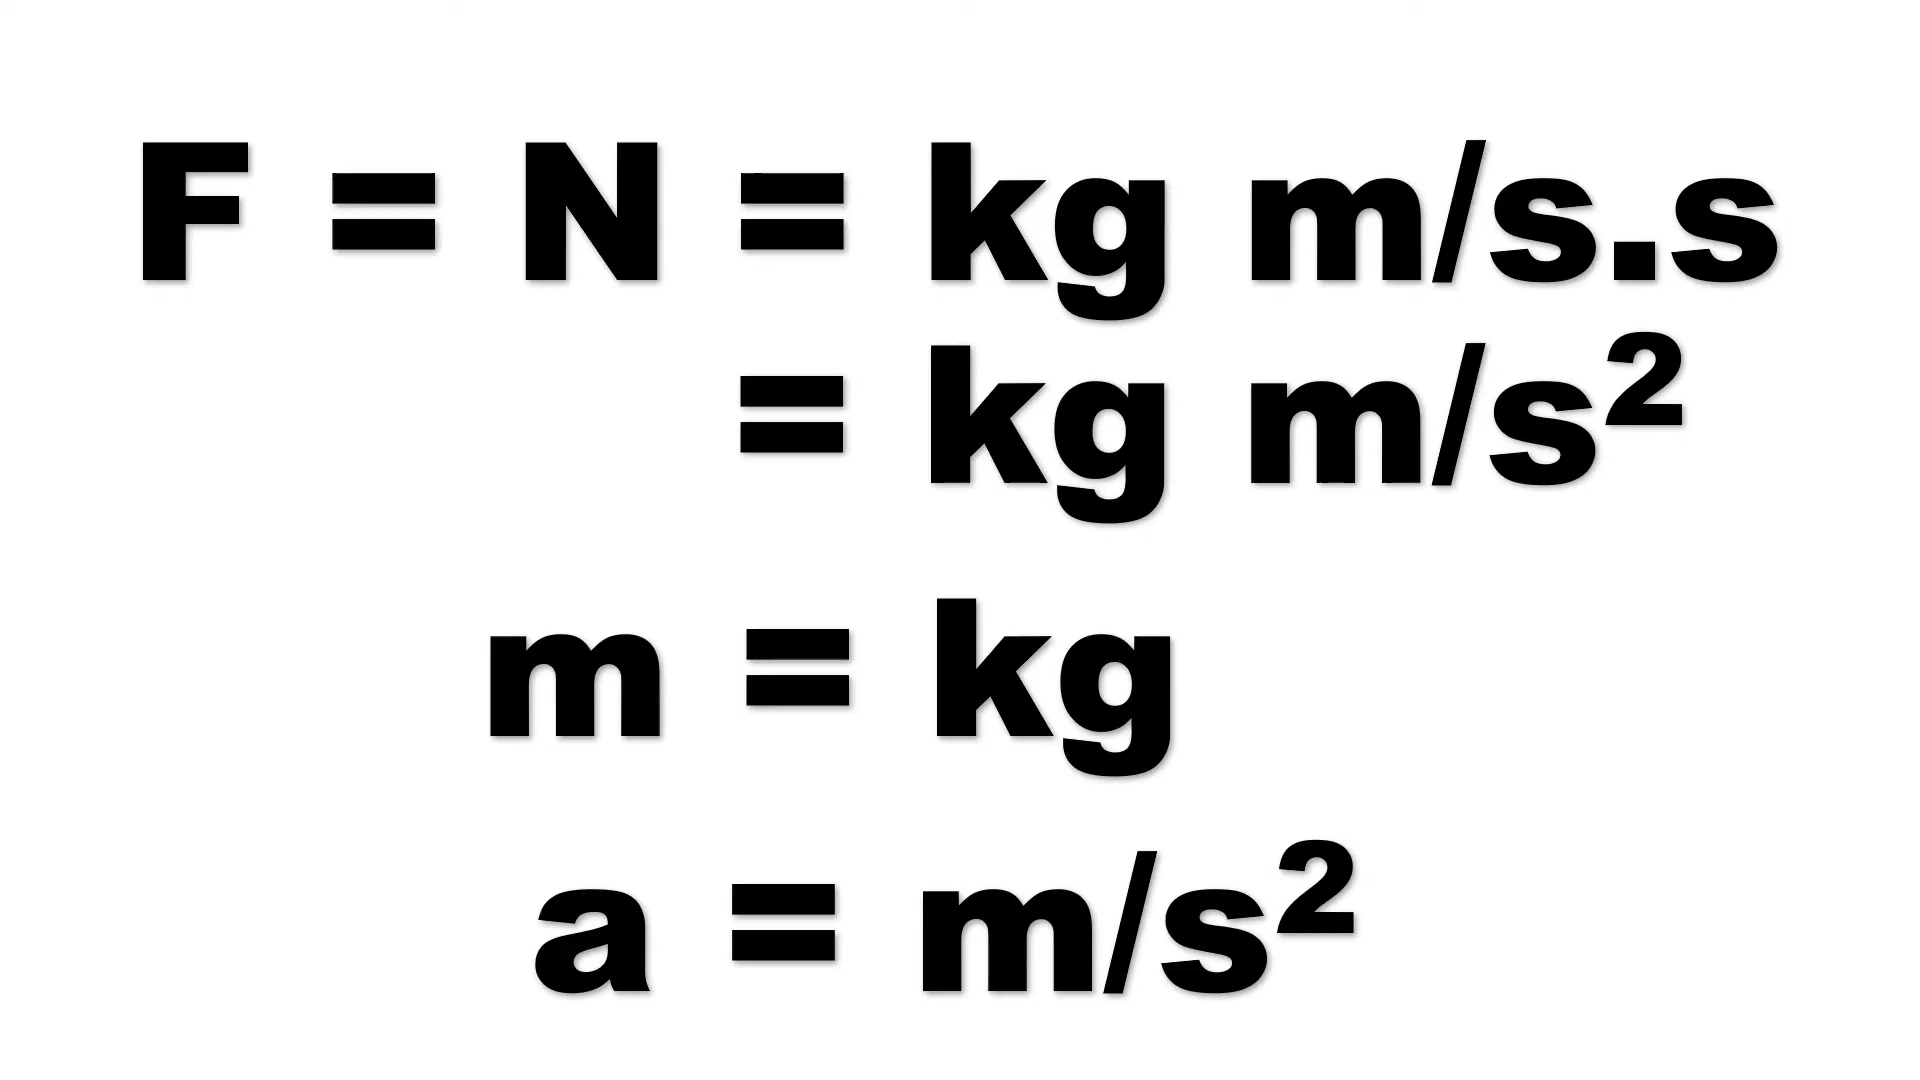 F = N = kg m/s.s
= kg m/s²
m = kg
a = m/s²